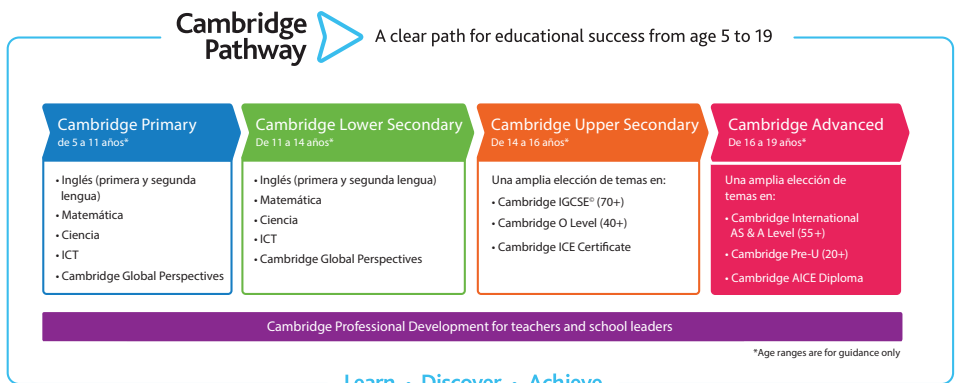 Cambridge
Pathway
A clear path for educational success from age 5 to 19
Cambridge Primary
de 5 a 11 años*
• Inglés (primera y segunda
lengua)
• Matemática
• Ciencia
• ICT
• Cambridge Global Perspectives
Cambridge Lower Secondary
De 11 a 14 años*
• Inglés (primera y segunda lengua)
• Matemática
• Ciencia
• ICT
• Cambridge Global Perspectives
Cambridge Upper Secondary
De 14 a 16 años*
Una amplia elección de temas en:
• Cambridge IGCSE© (70+)
• Cambridge O Level (40+)
• Cambridge ICE Certificate
Cambridge Advanced
De 16 a 19 años*
Una amplia elección de
temas en:
• Cambridge International
AS & A Level (55+)
• Cambridge Pre-U (20+)
• Cambridge AICE Diploma
Cambridge Professional Development for teachers and school leaders
*Age ranges are for guidance only
Learn • Discover • Achieve